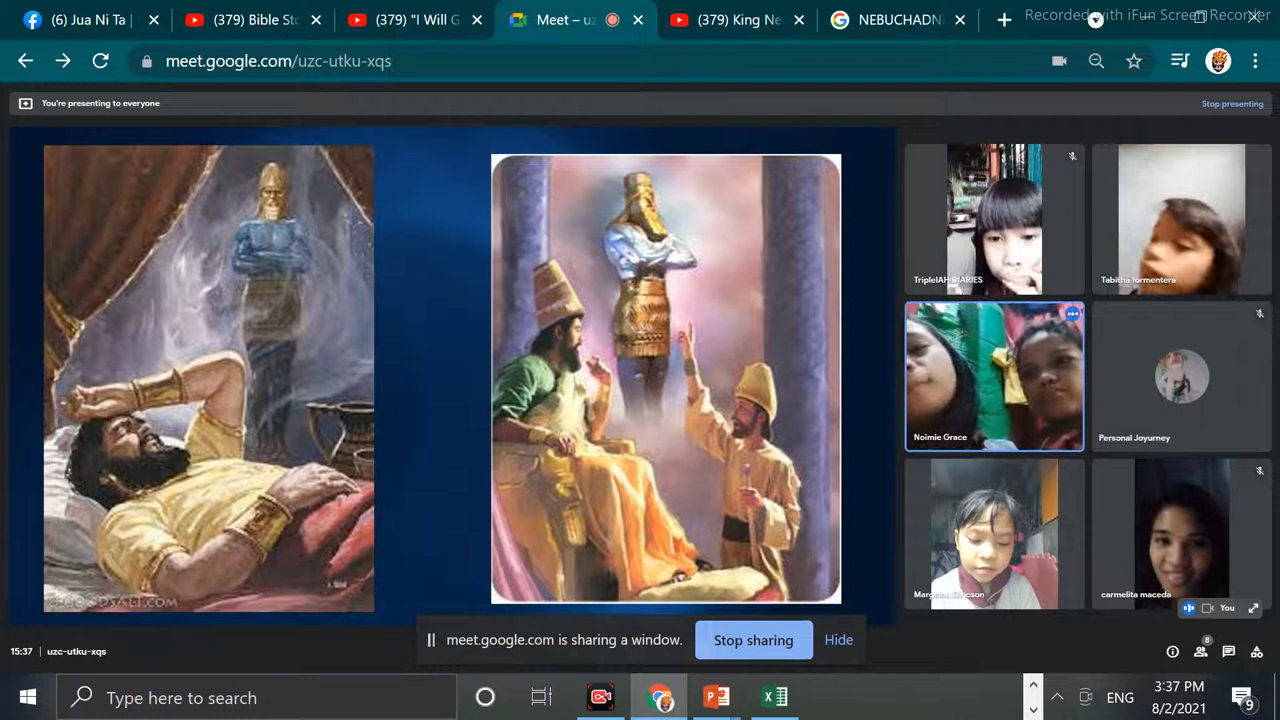 Recorded with iFun Screen Recorder
(6) Jua Ni Ta |
(379) Bible Sto
(379) "I Will G
Meet – uz
(379) King Ne
NEBUCHADN
meet.google.com/uzc-utku-xqs
You're presenting to everyone
Stop presenting
TripleIAH DIARIES
Tabitha formentera
Noimie Grace
Personal Joyurney
carmelita maceda
You
meet.google.com is sharing a window.
Stop sharing
Hide
15:37
uzc-utku-xqs
8
Type here to search
ENG
3:37 PM
8/2/2021
9